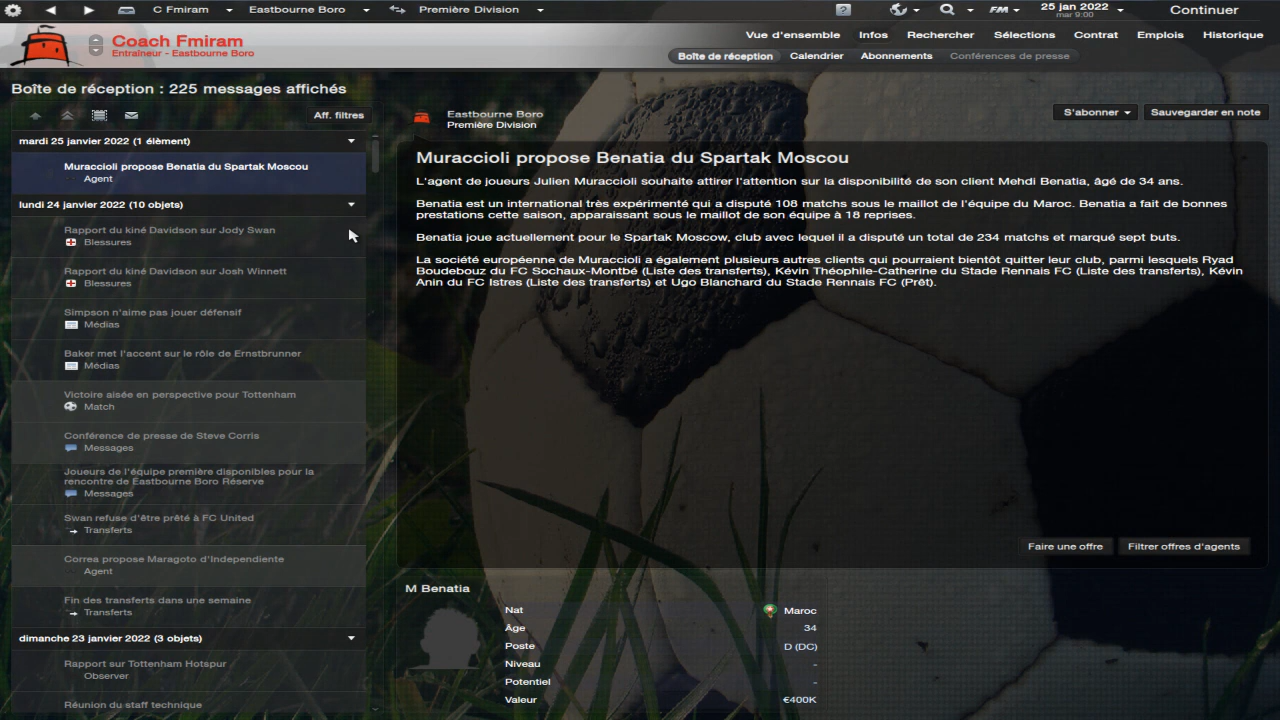 C Fmiram
Eastbourne Boro
Première Division
?
FM
25 jan 2022
mar 9:00
Continuer
Coach Fmiram
Entraîneur - Eastbourne Boro
Vue d'ensemble
Infos
Rechercher
Sélections
Contrat
Emplois
Historique
Boîte de réception
Calendrier
Abonnements
Conférences de presse
Boîte de réception : 225 messages affichés
Aff. filtres
mardi 25 janvier 2022 (1 élèment)
Muraccioli propose Benatia du Spartak Moscou
Agent
lundi 24 janvier 2022 (10 objets)
Rapport du kiné Davidson sur Jody Swan
Blessures
Rapport du kiné Davidson sur Josh Winnett
Blessures
Simpson n'aime pas jouer défensif
Médias
Baker met l'accent sur le rôle de Ernstbrunner
Médias
Victoire aisée en perspective pour Tottenham
Match
Conférence de presse de Steve Corris
Messages
Joueurs de l'équipe première disponibles pour la
rencontre de Eastbourne Boro Réserve
Messages
Swan refuse d'être prêté à FC United
Transferts
Correa propose Maragoto d'Independiente
Agent
Fin des transferts dans une semaine
Transferts
dimanche 23 janvier 2022 (3 objets)
Rapport sur Tottenham Hotspur
Observer
Réunion du staff technique
Eastbourne Boro
Première Division
S'abonner
Sauvegarder en note
Muraccioli propose Benatia du Spartak Moscou
L'agent de joueurs Julien Muraccioli souhaite attirer l'attention sur la disponibilité de son client Mehdi Benatia, âgé de 34 ans.
Benatia est un international très expérimenté qui a disputé 108 matchs sous le maillot de l'équipe du Maroc. Benatia a fait de bonnes
prestations cette saison, apparaissant sous le maillot de son équipe à 18 reprises.
Benatia joue actuellement pour le Spartak Moscow, club avec lequel il a disputé un total de 234 matchs et marqué sept buts.
La société européenne de Muraccioli a également plusieurs autres clients qui pourraient bientôt quitter leur club, parmi lesquels Ryad
Boudebouz du FC Sochaux-Montbé (Liste des transferts), Kévin Théophile-Catherine du Stade Rennais FC (Liste des transferts), Kévin
Anin du FC Istres (Liste des transferts) et Ugo Blanchard du Stade Rennais FC (Prêt).
Faire une offre
Filtrer offres d'agents
M Benatia
Nat Maroc
Âge 34
Poste D (DC)
Niveau -
Potentiel -
Valeur €400K